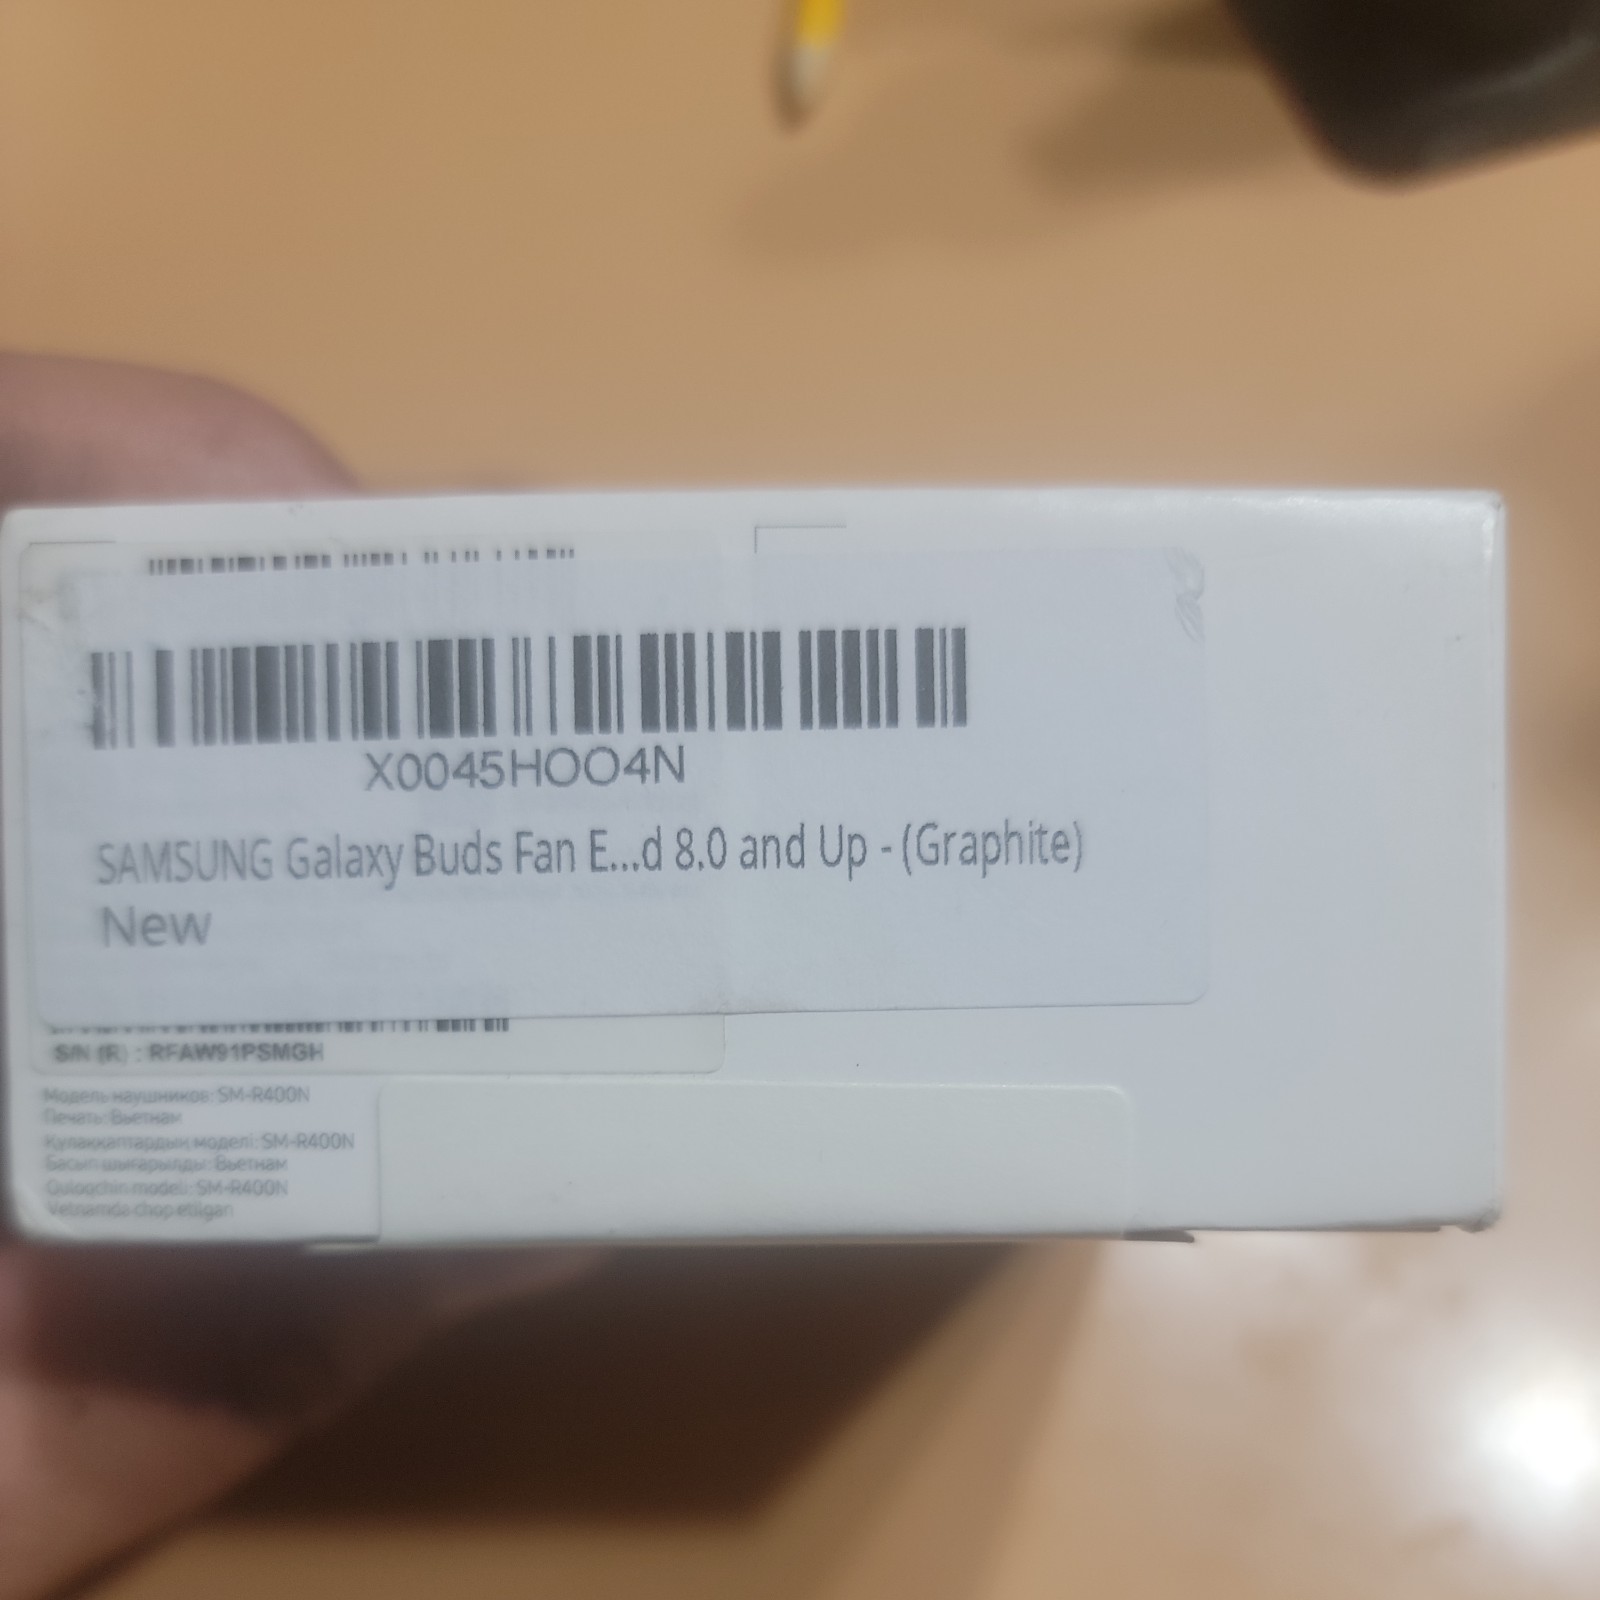 X0045HOO4N
SAMSUNG Galaxy Buds Fan E...d 8.0 and Up - (Graphite)
New
S/N (R) : RFAW91PSMGH
Модель наушников: SM-R400N
Печать: Вьетнам
Құлаққаптардың моделі: SM-R400N
Басып шығарылды: Вьетнам
Quloqchin modeli: SM-R400N
Vetnamda chop etilgan